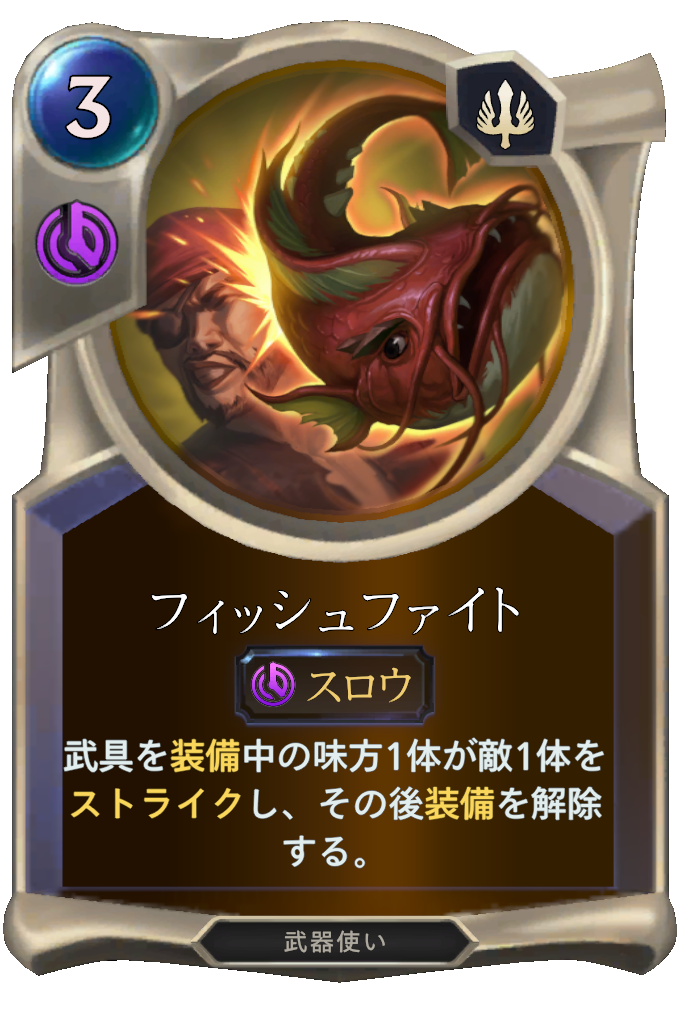 3
フィッシュファイト
スロウ
武具を装備中の味方1体が敵1体を
ストライクし、その後装備を解除
する。
武器使い